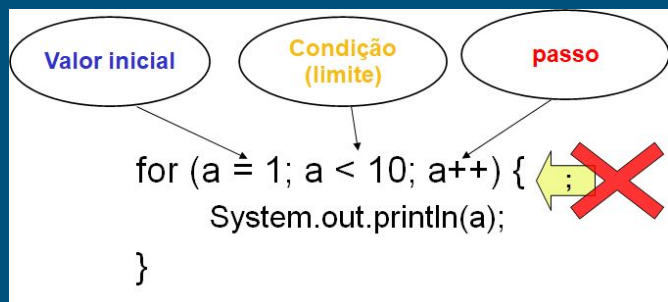 Valor inicial
Condição
(limite)
passo
for (a = 1; a < 10; a++) {
;
System.out.println(a);
}